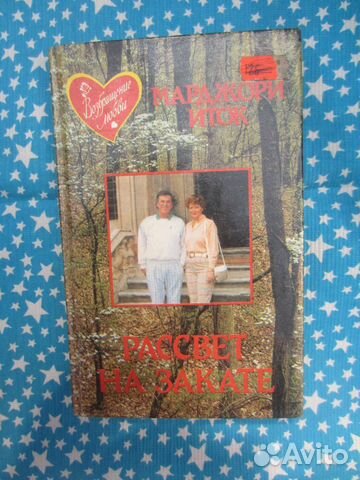 Возвращение
любви
МАРДЖОРИ
ИТОН
РАССВЕТ
НА ЗАКАТЕ
Avito